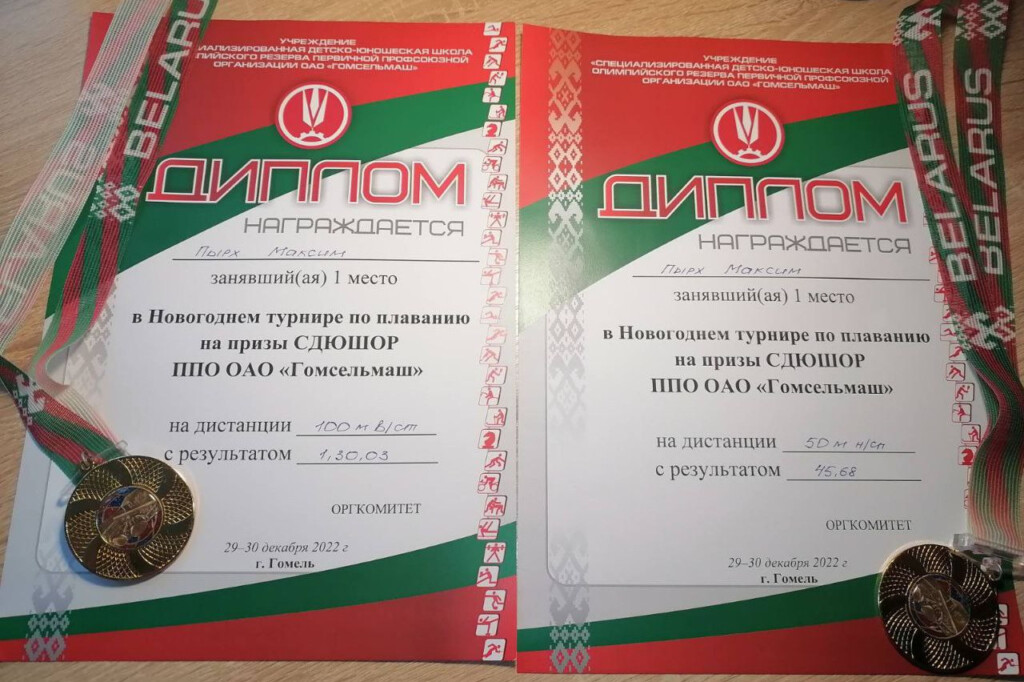 BELARUS
УЧРЕЖДЕНИЕ
ИАЛИЗИРОВАННАЯ ДЕТСКО-ЮНОШЕСКАЯ ШКОЛА
ПИЙСКОГО РЕЗЕРВА ПЕРВИЧНОЙ ПРОФСОЮЗНОЙ
ОРГАНИЗАЦИИ ОАО «ГОМСЕЛЬМАШ»
ДИПЛОМ
НАГРАЖДАЕТСЯ
Пырх Максим
занявший(ая) 1 место
в Новогоднем турнире по плаванию
на призы СДЮШОР
ППО ОАО «Гомсельмаш»
на дистанции 100 м в/ст
с результатом 1,30,03
ОРГКОМИТЕТ
29–30 декабря 2022 г
г. Гомель
УЧРЕЖДЕНИЕ
«СПЕЦИАЛИЗИРОВАННАЯ ДЕТСКО-ЮНОШЕСКАЯ ШКОЛА
ОЛИМПИЙСКОГО РЕЗЕРВА ПЕРВИЧНОЙ ПРОФСОЮЗНОЙ
ОРГАНИЗАЦИИ ОАО «ГОМСЕЛЬМАШ»
ДИПЛОМ
НАГРАЖДАЕТСЯ
Пырх Максим
занявший(ая) 1 место
в Новогоднем турнире по плаванию
на призы СДЮШОР
ППО ОАО «Гомсельмаш»
на дистанции 50 м н/сп
с результатом 45,68
ОРГКОМИТЕТ
29–30 декабря 2022 г
г. Гомель
BELARUS
BELARUS